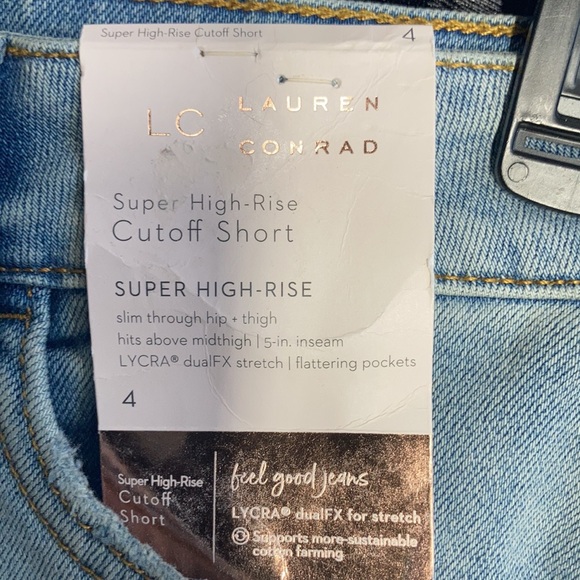 Super High-Rise Cutoff Short 4
LC LAUREN
CONRAD
Super High-Rise
Cutoff Short
SUPER HIGH-RISE
slim through hip + thigh
hits above midthigh | 5-in. inseam
LYCRA® dualFX stretch | flattering pockets
4
Super High-Rise
Cutoff
Short
feel good jeans
LYCRA® dualFX for stretch
Supports more-sustainable
cotton farming